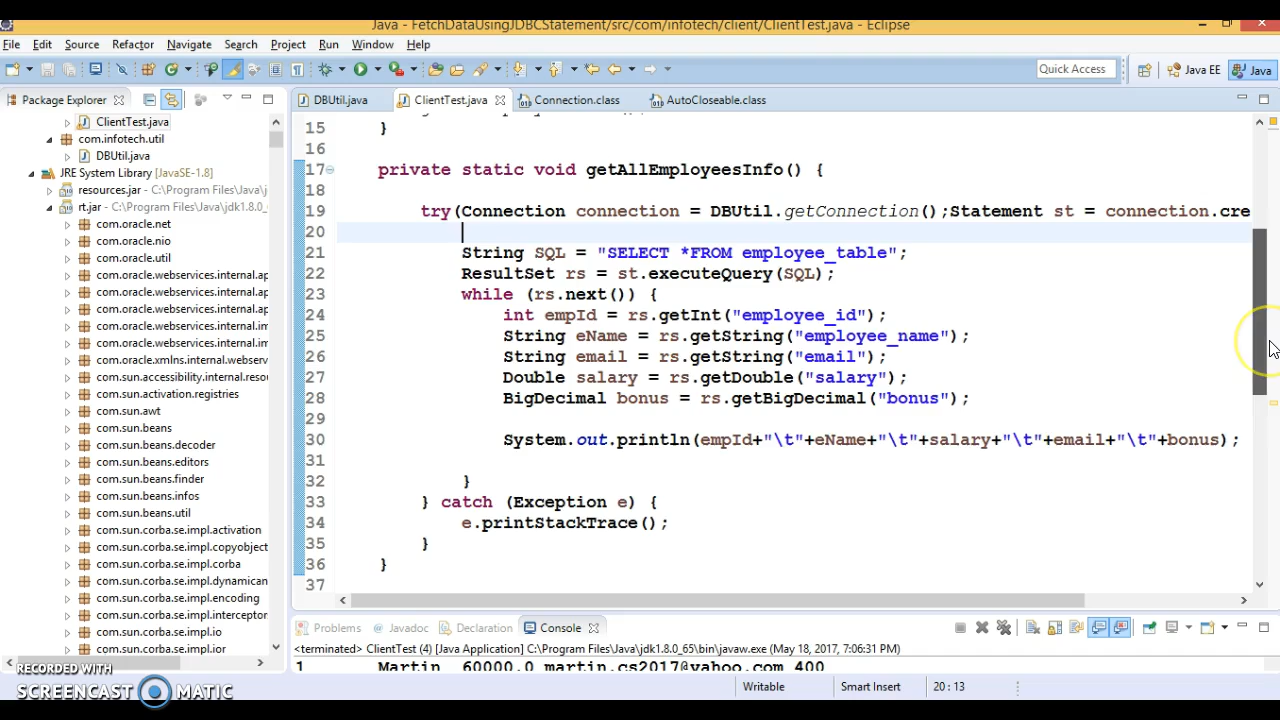 Java - FetchDataUsingJDBCStatement/src/com/infotech/client/ClientTest.java - Eclipse
File Edit Source Refactor Navigate Search Project Run Window Help
Quick Access Java EE Java
Package Explorer
ClientTest.java
com.infotech.util
DBUtil.java
JRE System Library [JavaSE-1.8]
resources.jar - C:\Program Files\Java\j
rt.jar - C:\Program Files\Java\jdk1.8.0_
com.oracle.net
com.oracle.nio
com.oracle.util
com.oracle.webservices.internal.ap
com.oracle.webservices.internal.ap
com.oracle.webservices.internal.ap
com.oracle.webservices.internal.im
com.oracle.webservices.internal.im
com.oracle.xmlns.internal.webserv
com.sun.accessibility.internal.reso
com.sun.activation.registries
com.sun.awt
com.sun.beans
com.sun.beans.decoder
com.sun.beans.editors
com.sun.beans.finder
com.sun.beans.infos
com.sun.beans.util
com.sun.corba.se.impl.activation
com.sun.corba.se.impl.copyobject
com.sun.corba.se.impl.corba
com.sun.corba.se.impl.dynamican
com.sun.corba.se.impl.encoding
com.sun.corba.se.impl.interceptor
com.sun.corba.se.impl.io
com.sun.corba.se.impl.ior
DBUtil.java ClientTest.java Connection.class AutoCloseable.class
15 }
16
17 private static void getAllEmployeesInfo() {
18
19 try(Connection connection = DBUtil.getConnection();Statement st = connection.cre
20
21 String SQL = "SELECT *FROM employee_table";
22 ResultSet rs = st.executeQuery(SQL);
23 while (rs.next()) {
24 int empId = rs.getInt("employee_id");
25 String eName = rs.getString("employee_name");
26 String email = rs.getString("email");
27 Double salary = rs.getDouble("salary");
28 BigDecimal bonus = rs.getBigDecimal("bonus");
29
30 System.out.println(empId+"\t"+eName+"\t"+salary+"\t"+email+"\t"+bonus);
31
32 }
33 } catch (Exception e) {
34 e.printStackTrace();
35 }
36 }
37
Problems Javadoc Declaration Console
<terminated> ClientTest (4) [Java Application] C:\Program Files\Java\jdk1.8.0_65\bin\javaw.exe (May 18, 2017, 7:06:31 PM)
1 Martin 60000.0 martin.cs2017@yahoo.com 400
Writable Smart Insert 20 : 13
RECORDED WITH
SCREENCAST MATIC